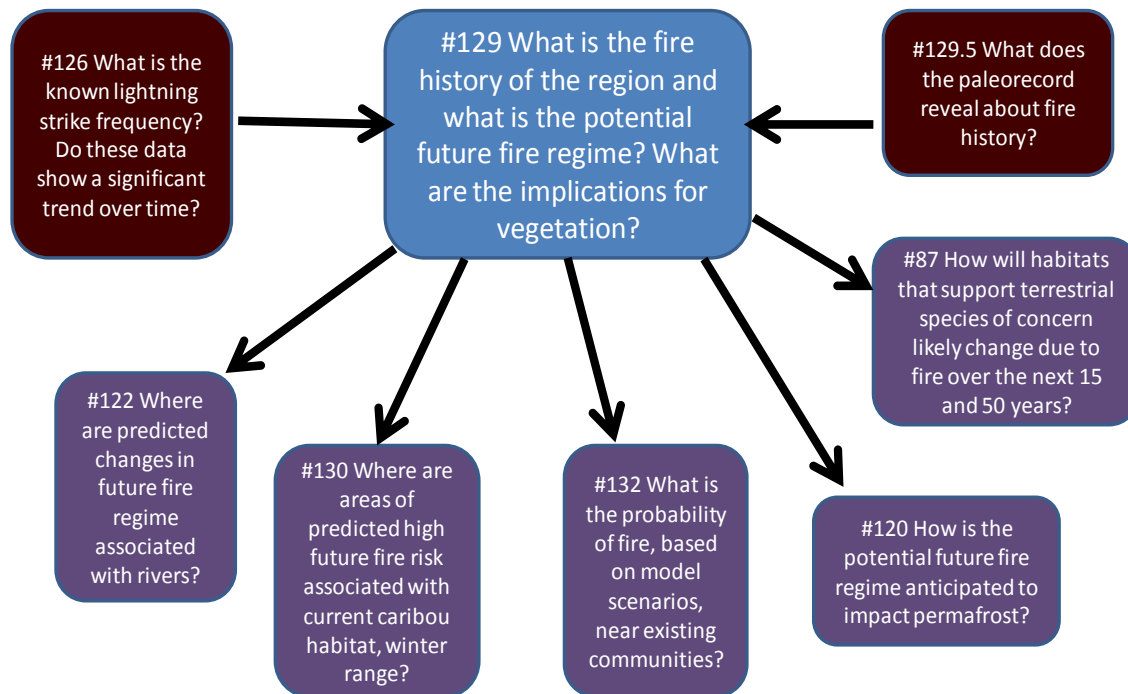 #126 What is the
known lightning
strike frequency?
Do these data
show a significant
trend over time?
#129 What is the fire
history of the region and
what is the potential
future fire regime? What
are the implications for
vegetation?
#129.5 What does
the paleorecord
reveal about fire
history?
#87 How will habitats
that support terrestrial
species of concern
likely change due to
fire over the next 15
and 50 years?
#122 Where
are predicted
changes in
future fire
regime
associated
with rivers?
#130 Where are
areas of
predicted high
future fire risk
associated with
current caribou
habitat, winter
range?
#132 What is
the probability
of fire, based
on model
scenarios,
near existing
communities?
#120 How is the
potential future fire
regime anticipated to
impact permafrost?